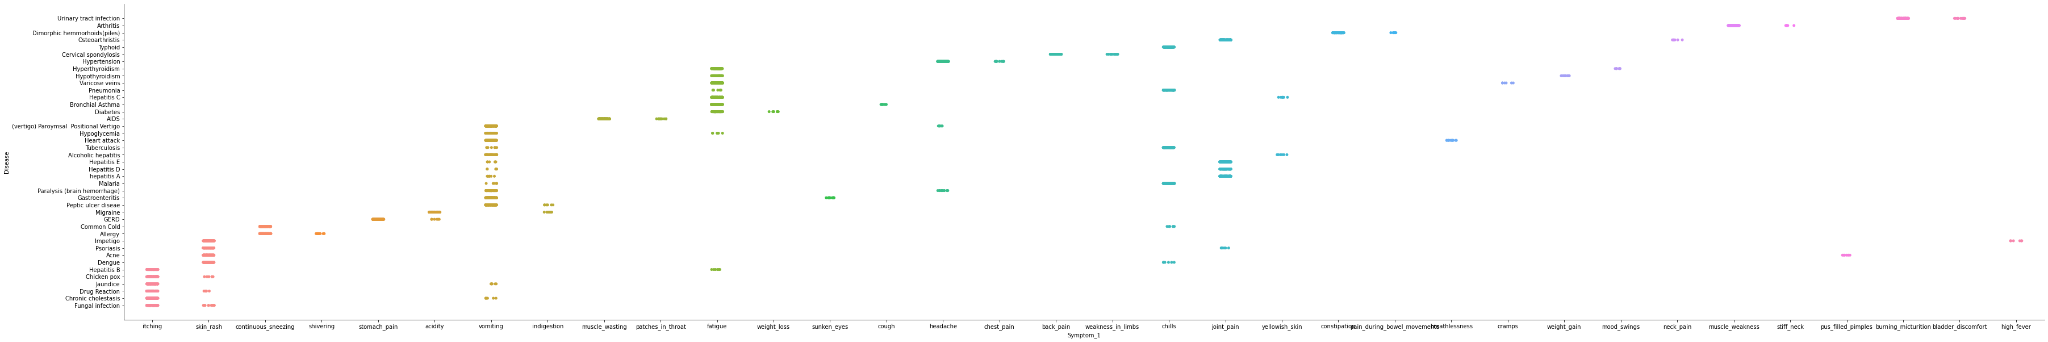 Urinary tract infection
Arthritis
Dimorphic hemmorhoids(piles)
Osteoarthristis
Typhoid
Cervical spondylosis
Hypertension
Hyperthyroidism
Hypothyroidism
Varicose veins
Pneumonia
Hepatitis C
Bronchial Asthma
Diabetes
AIDS
(vertigo) Paroymsal  Positional Vertigo
Hypoglycemia
Heart attack
Tuberculosis
Alcoholic hepatitis
Hepatitis E
Hepatitis D
hepatitis A
Malaria
Paralysis (brain hemorrhage)
Gastroenteritis
Peptic ulcer diseae
Migraine
GERD
Common Cold
Allergy
Impetigo
Psoriasis
Acne
Dengue
Hepatitis B
Chicken pox
Jaundice
Drug Reaction
Chronic cholestasis
Fungal infection
Disease
itching skin_rash continuous_sneezing shivering stomach_pain acidity vomiting indigestion muscle_wasting patches_in_throat fatigue weight_loss sunken_eyes cough headache chest_pain back_pain weakness_in_limbs chills joint_pain yellowish_skin constipation pain_during_bowel_movements breathlessness cramps weight_gain mood_swings neck_pain muscle_weakness stiff_neck pus_filled_pimples burning_micturition bladder_discomfort high_fever
Symptom_1